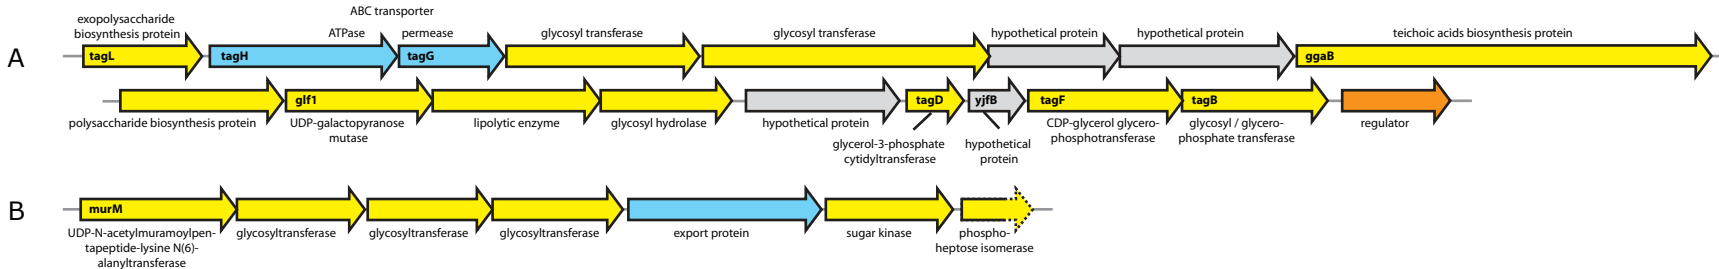 ABC transporter
exopolysaccharide
biosynthesis protein
ATPase
permease
glycosyl transferase
glycosyl transferase
hypothetical protein
hypothetical protein
teichoic acids biosynthesis protein
A
tagL
tagH
tagG
ggaB
glf1
tagD
yjfB
tagF
tagB
polysaccharide biosynthesis protein
UDP-galactopyranose
mutase
lipolytic enzyme
glycosyl hydrolase
hypothetical protein
glycerol-3-phosphate
cytidyltransferase
hypothetical
protein
CDP-glycerol glycero-
phosphotransferase
glycosyl / glycero-
phosphate transferase
regulator
B
murM
UDP-N-acetylmuramoylpen-
tapeptide-lysine N(6)-
alanyltransferase
glycosyltransferase
glycosyltransferase
glycosyltransferase
export protein
sugar kinase
phospho-
heptose isomerase